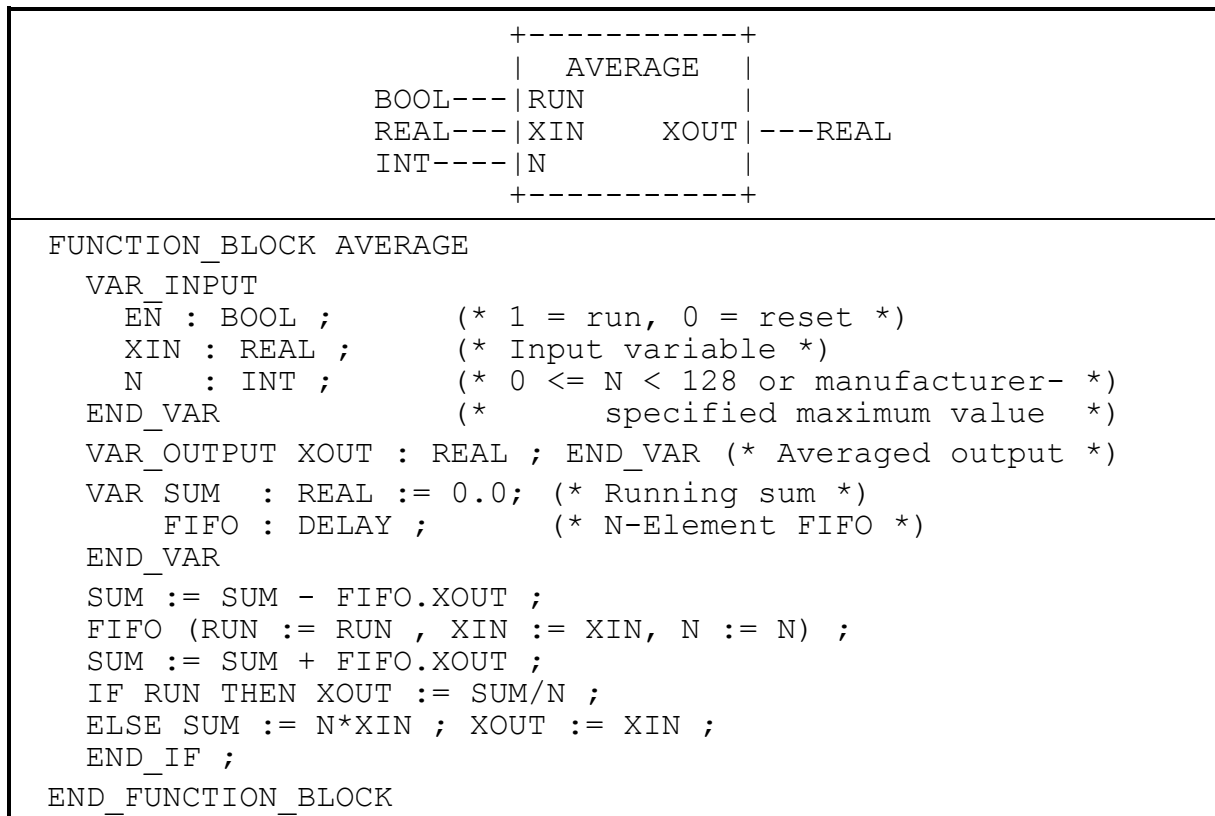 +-----------+
| AVERAGE |
BOOL---|RUN |
REAL---|XIN XOUT|---REAL
INT----|N |
+-----------+
FUNCTION_BLOCK AVERAGE
VAR_INPUT
EN : BOOL ; (* 1 = run, 0 = reset *)
XIN : REAL ; (* Input variable *)
N : INT ; (* 0 <= N < 128 or manufacturer- *)
END_VAR (* specified maximum value *)
VAR_OUTPUT XOUT : REAL ; END_VAR (* Averaged output *)
VAR SUM : REAL := 0.0; (* Running sum *)
FIFO : DELAY ; (* N-Element FIFO *)
END_VAR
SUM := SUM - FIFO.XOUT ;
FIFO (RUN := RUN , XIN := XIN, N := N) ;
SUM := SUM + FIFO.XOUT ;
IF RUN THEN XOUT := SUM/N ;
ELSE SUM := N*XIN ; XOUT := XIN ;
END_IF ;
END_FUNCTION_BLOCK